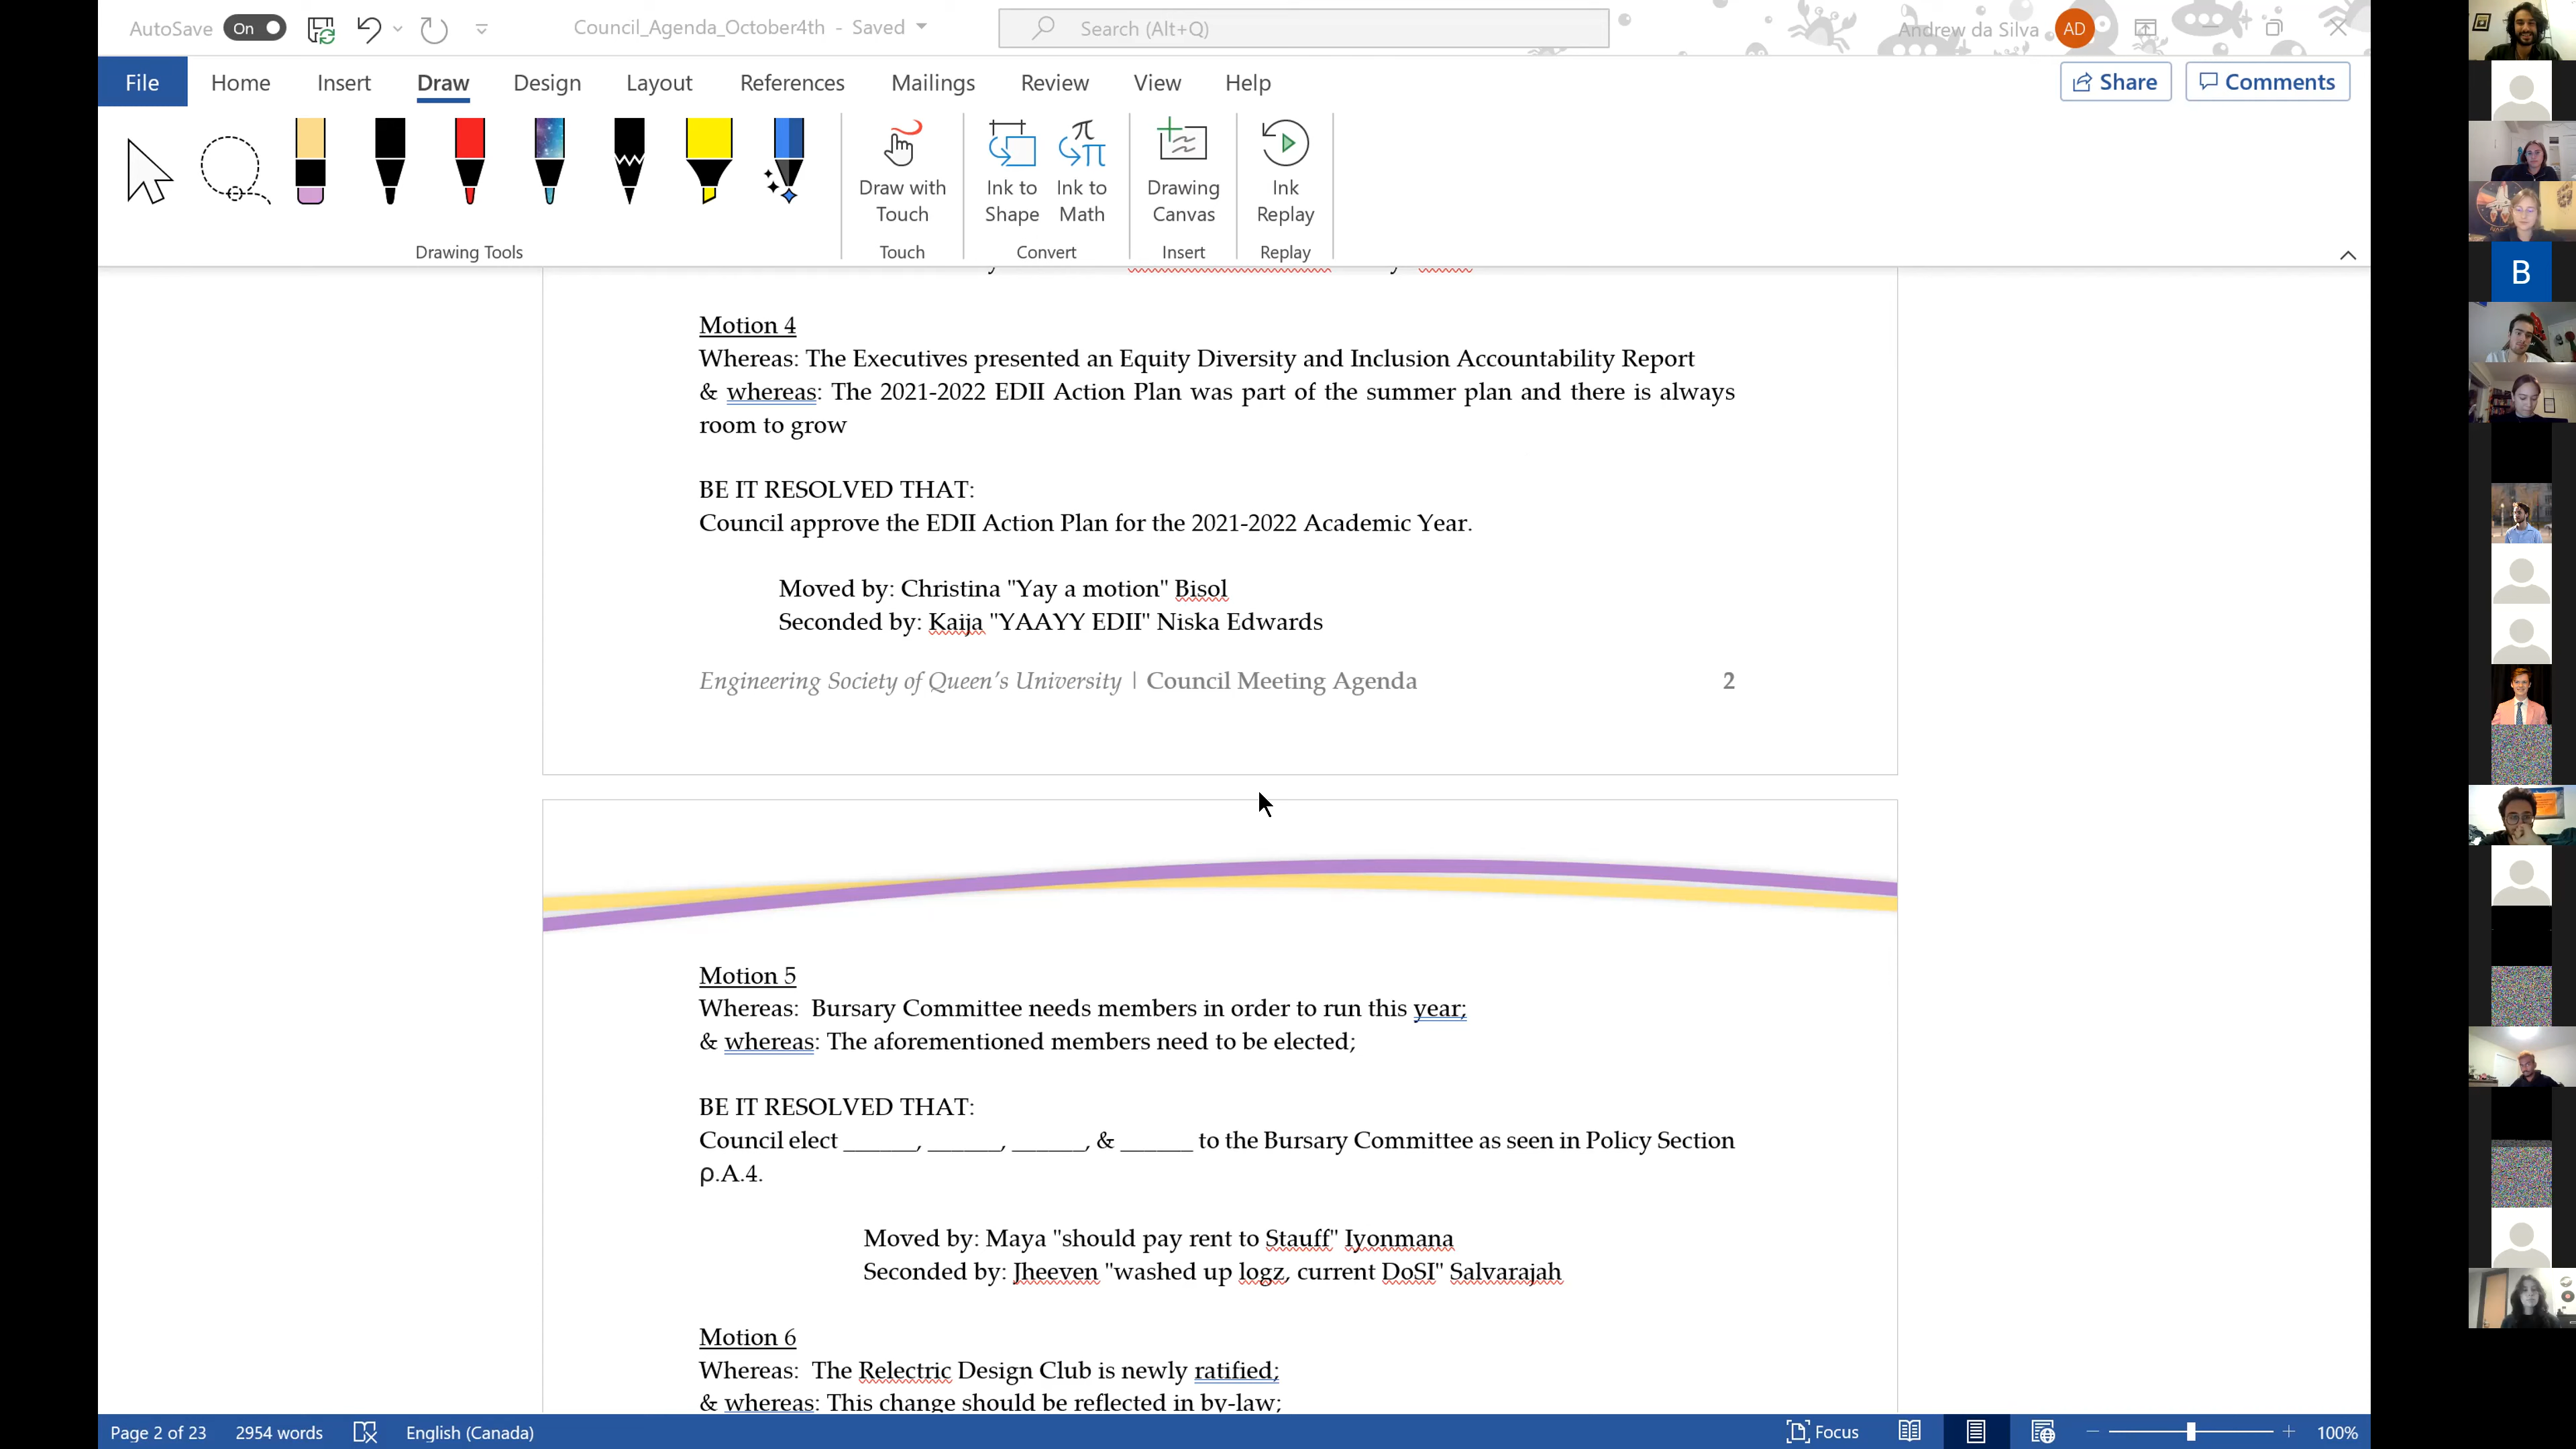 AutoSave On Council_Agenda_October4th - Saved Search (Alt+Q) Andrew da Silva AD
File Home Insert Draw Design Layout References Mailings Review View Help Share Comments
Draw with Touch
Ink to Shape
Ink to Math
Drawing Canvas
Ink Replay
Drawing Tools Touch Convert Insert Replay
Motion 4
Whereas: The Executives presented an Equity Diversity and Inclusion Accountability Report
& whereas: The 2021-2022 EDII Action Plan was part of the summer plan and there is always
room to grow
BE IT RESOLVED THAT:
Council approve the EDII Action Plan for the 2021-2022 Academic Year.
Moved by: Christina "Yay a motion" Bisol
Seconded by: Kaija "YAAYY EDII" Niska Edwards
Engineering Society of Queen's University | Council Meeting Agenda 2
Motion 5
Whereas: Bursary Committee needs members in order to run this year;
& whereas: The aforementioned members need to be elected;
BE IT RESOLVED THAT:
Council elect ______, ______, ______, & ______ to the Bursary Committee as seen in Policy Section
ρ.A.4.
Moved by: Maya "should pay rent to Stauff" Iyonmana
Seconded by: Jheeven "washed up logz, current DoSI" Salvarajah
Motion 6
Whereas: The Relectric Design Club is newly ratified;
& whereas: This change should be reflected in by-law;
Page 2 of 23 2954 words English (Canada) Focus 100%
B